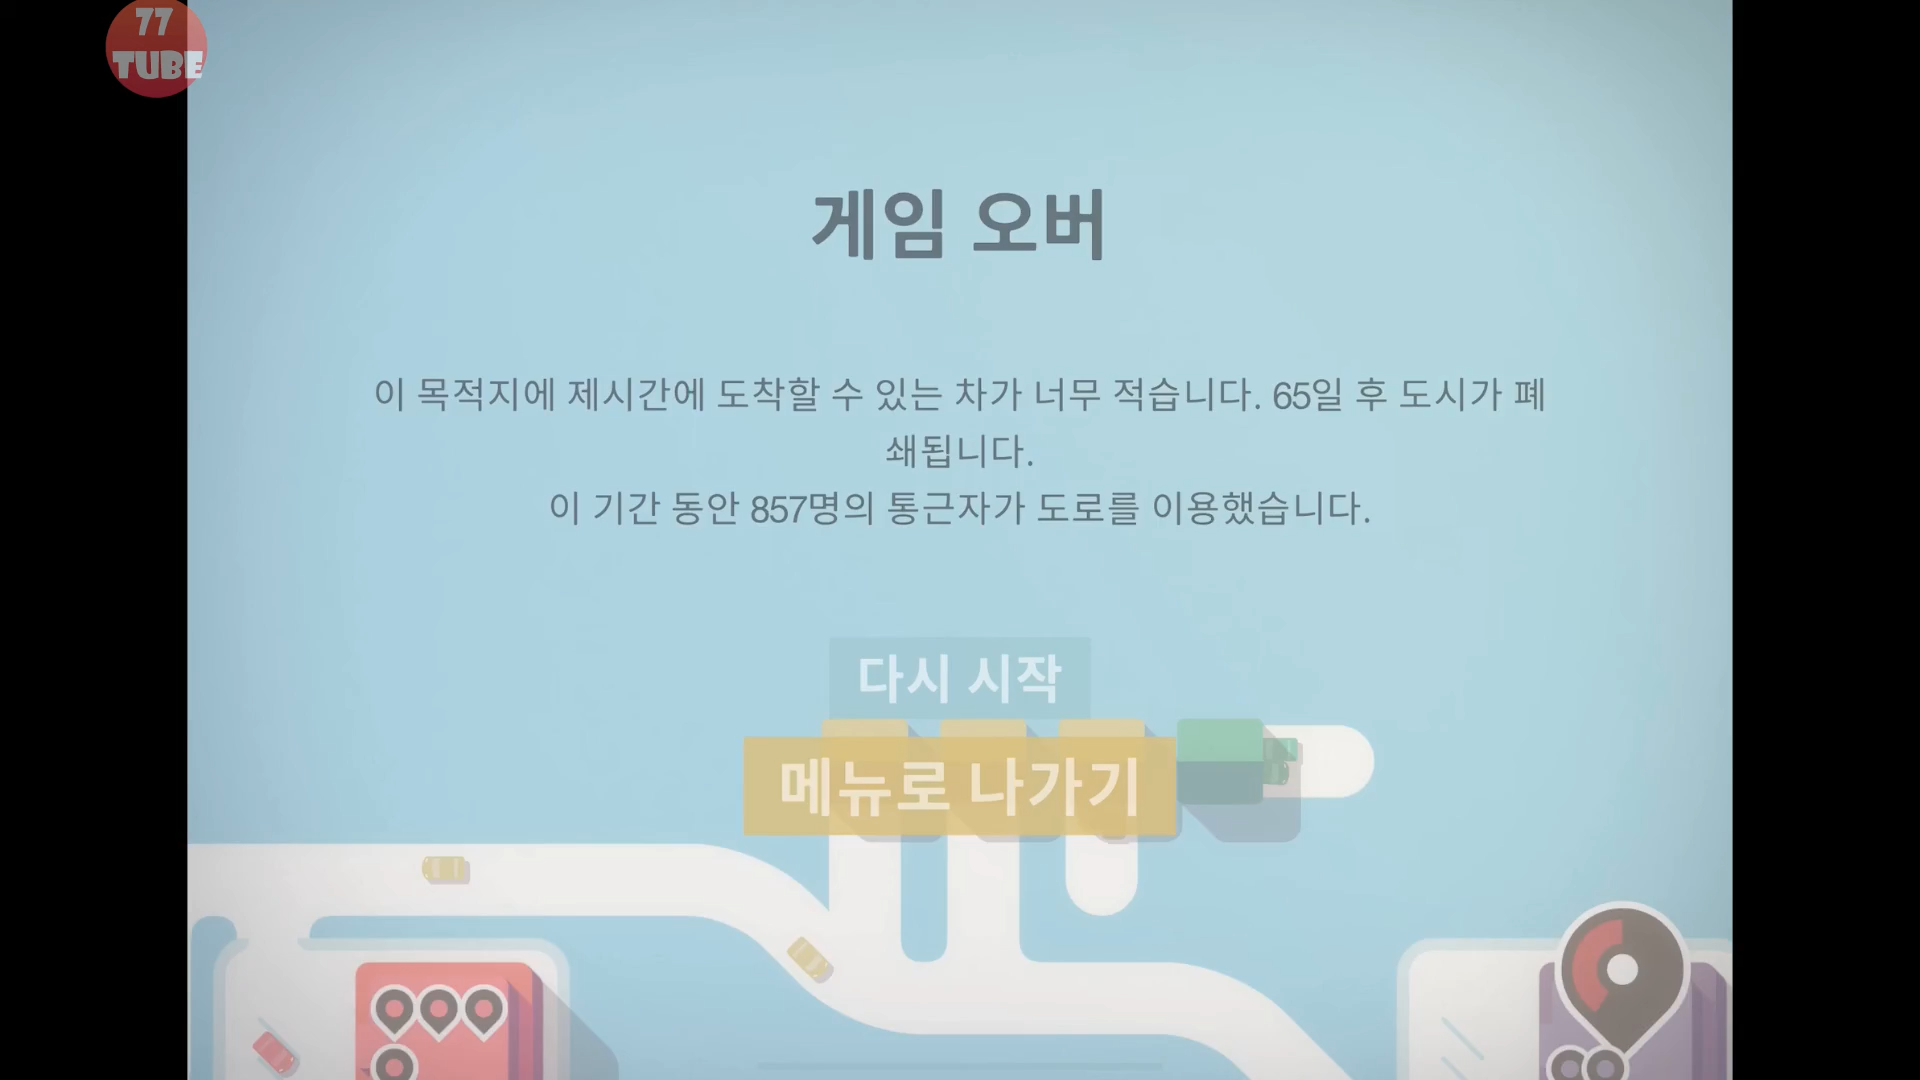 77
TUBE
게임 오버
이 목적지에 제시간에 도착할 수 있는 차가 너무 적습니다. 65일 후 도시가 폐
쇄됩니다.
이 기간 동안 857명의 통근자가 도로를 이용했습니다.
다시 시작
메뉴로 나가기